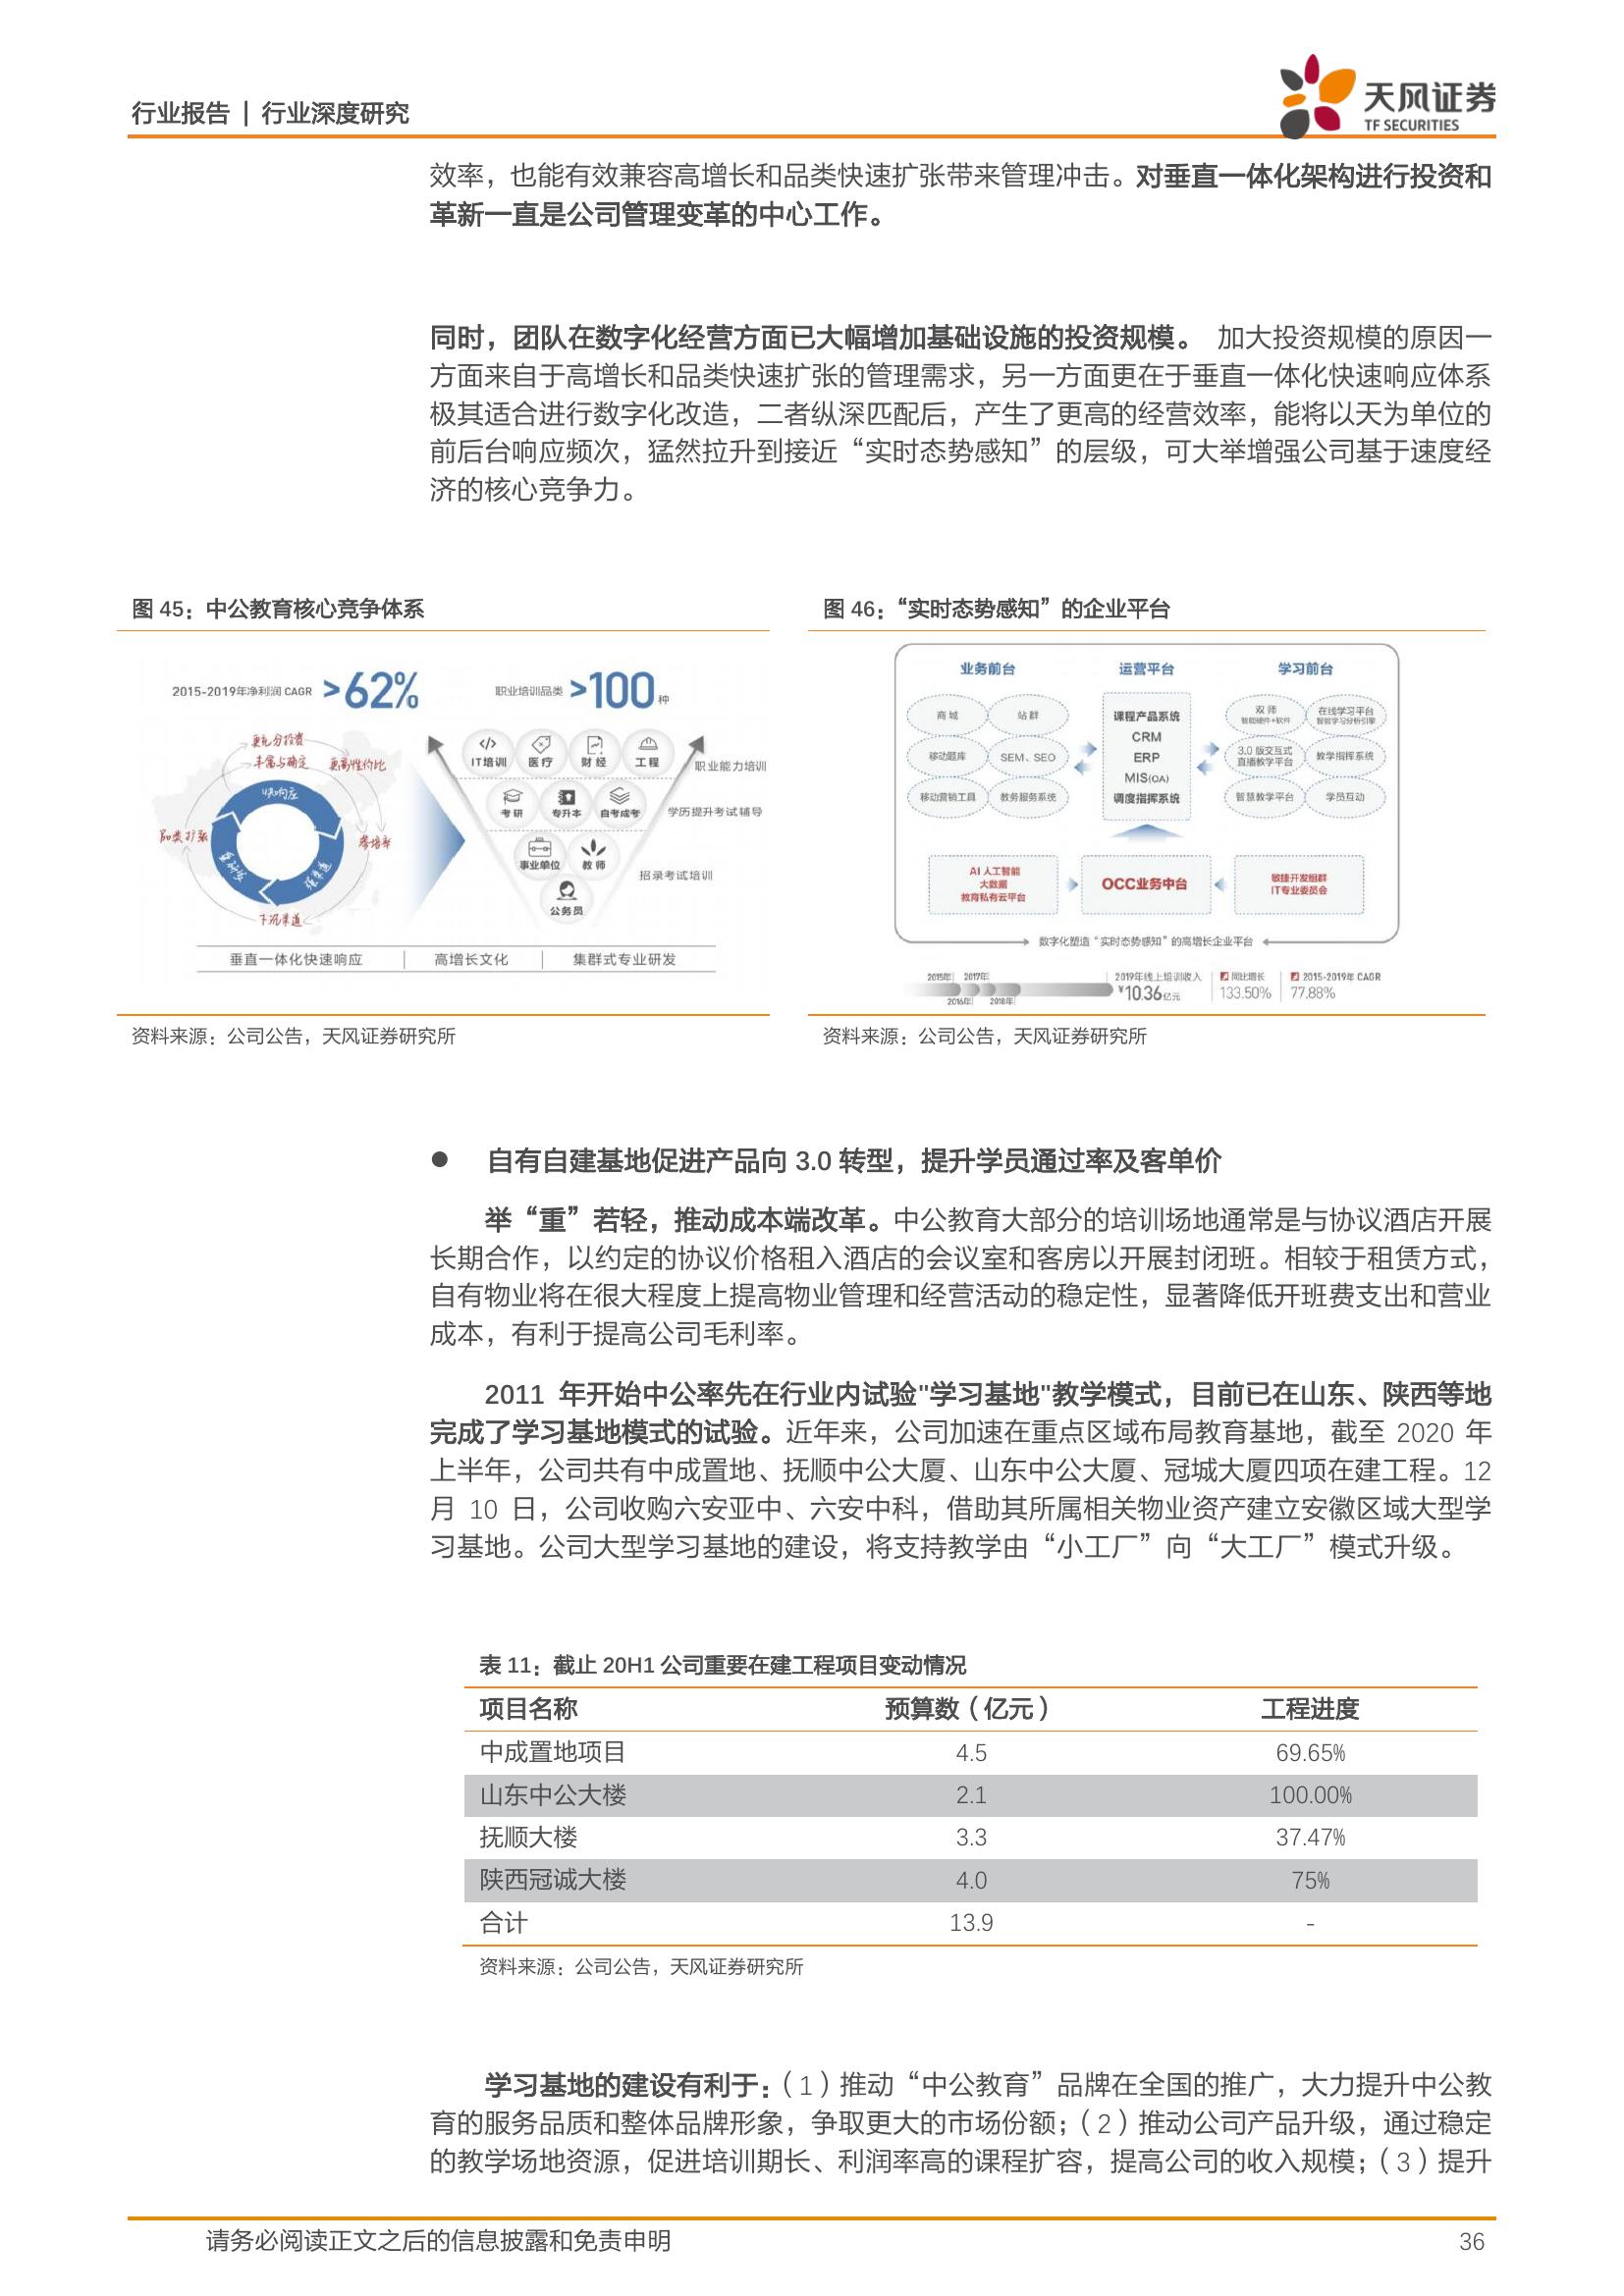 行业报告 | 行业深度研究
天风证券
TF SECURITIES
效率，也能有效兼容高增长和品类快速扩张带来管理冲击。对垂直一体化架构进行投资和
革新一直是公司管理变革的中心工作。
同时，团队在数字化经营方面已大幅增加基础设施的投资规模。 加大投资规模的原因一
方面来自于高增长和品类快速扩张的管理需求，另一方面更在于垂直一体化快速响应体系
极其适合进行数字化改造，二者纵深匹配后，产生了更高的经营效率，能将以天为单位的
前后台响应频次，猛然拉升到接近“实时态势感知”的层级，可大举增强公司基于速度经
济的核心竞争力。
图 45：中公教育核心竞争体系
2015-2019年净利润 CAGR >62%
职业培训品类 >100 种
更充分投资
丰富与确定
更高性价比
快响应
品类扩张
下沉渠道
IT培训 医疗 财经 工程
职业能力培训
考研 专升本 自考成考
学历提升考试辅导
事业单位 教师
招录考试培训
公务员
垂直一体化快速响应 | 高增长文化 | 集群式专业研发
资料来源：公司公告，天风证券研究所
图 46：“实时态势感知”的企业平台
业务前台 运营平台 学习前台
商城 站群
移动题库 SEM、SEO
移动营销工具 教务服务系统
课程产品系统
CRM
ERP
MIS(OA)
调度指挥系统
双师
智能硬件+软件
在线学习平台
智能学习分析引擎
3.0 版交互式
直播教学平台
教学指挥系统
智慧教学平台 学员互动
AI 人工智能
大数据
教育私有云平台
OCC业务中台
敏捷开发组群
IT专业委员会
数字化塑造“实时态势感知”的高增长企业平台
2015年 2017年
2016年 2018年
2019年线上培训收入
¥10.36亿元
同比增长
133.50%
2015-2019年 CAGR
77.88%
资料来源：公司公告，天风证券研究所
● 自有自建基地促进产品向 3.0 转型，提升学员通过率及客单价
举“重”若轻，推动成本端改革。中公教育大部分的培训场地通常是与协议酒店开展
长期合作，以约定的协议价格租入酒店的会议室和客房以开展封闭班。相较于租赁方式，
自有物业将在很大程度上提高物业管理和经营活动的稳定性，显著降低开班费支出和营业
成本，有利于提高公司毛利率。
2011 年开始中公率先在行业内试验"学习基地"教学模式，目前已在山东、陕西等地
完成了学习基地模式的试验。近年来，公司加速在重点区域布局教育基地，截至 2020 年
上半年，公司共有中成置地、抚顺中公大厦、山东中公大厦、冠城大厦四项在建工程。12
月 10 日，公司收购六安亚中、六安中科，借助其所属相关物业资产建立安徽区域大型学
习基地。公司大型学习基地的建设，将支持教学由“小工厂”向“大工厂”模式升级。
表 11：截止 20H1 公司重要在建工程项目变动情况
项目名称 预算数（亿元） 工程进度
中成置地项目 4.5 69.65%
山东中公大楼 2.1 100.00%
抚顺大楼 3.3 37.47%
陕西冠诚大楼 4.0 75%
合计 13.9 -
资料来源：公司公告，天风证券研究所
学习基地的建设有利于：（1）推动“中公教育”品牌在全国的推广，大力提升中公教
育的服务品质和整体品牌形象，争取更大的市场份额；（2）推动公司产品升级，通过稳定
的教学场地资源，促进培训期长、利润率高的课程扩容，提高公司的收入规模；（3）提升
请务必阅读正文之后的信息披露和免责申明
36